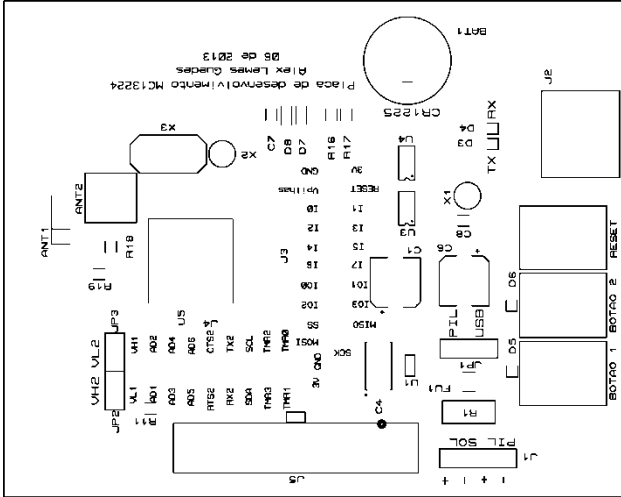 Placa de desenvolvimento MC13224
Alex Lemes Guedes
06 de 2013
BAT1
CR1225
J2
X3
X2
C7
D8
D7
R16
R17
U4
D4
D3
RX
TX
ANT2
ANT1
R18
R19
GND
3V
Vpilhas
RESET
I0
I1
I2
I3
I4
I5
I6
I7
IO0
IO1
IO2
IO3
SS
MISO
MOSI
SCK
GND
3V
J3
U3
X1
C8
C1
C6
RESET
D6
BOTAO 2
D5
BOTAO 1
PIL
USB
JP1
FU1
R1
U1
C4
U5
J4
JP3
VL2
VH2
JP2
VH1
AD2
AD4
AD6
CTS2
TX2
SCL
TMR2
TMR0
VL1
AD1
AD3
AD5
RTS2
RX2
SDA
TMR3
TMR1
R11
J5
J1
PIL SOL
+ - + -